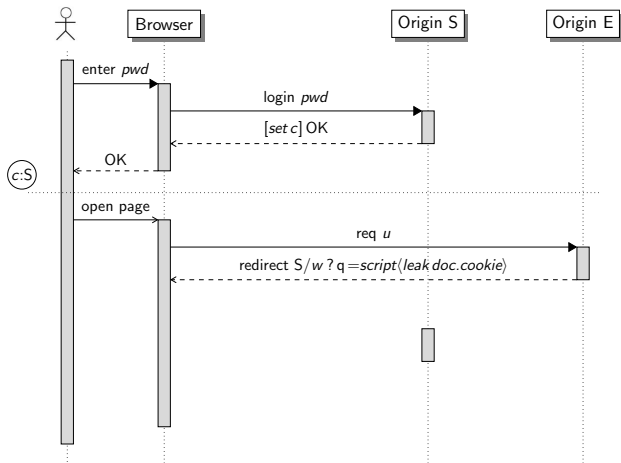 Browser
Origin S
Origin E
enter pwd
login pwd
[set c] OK
OK
c:S
open page
req u
redirect S/w ? q =script⟨leak doc.cookie⟩